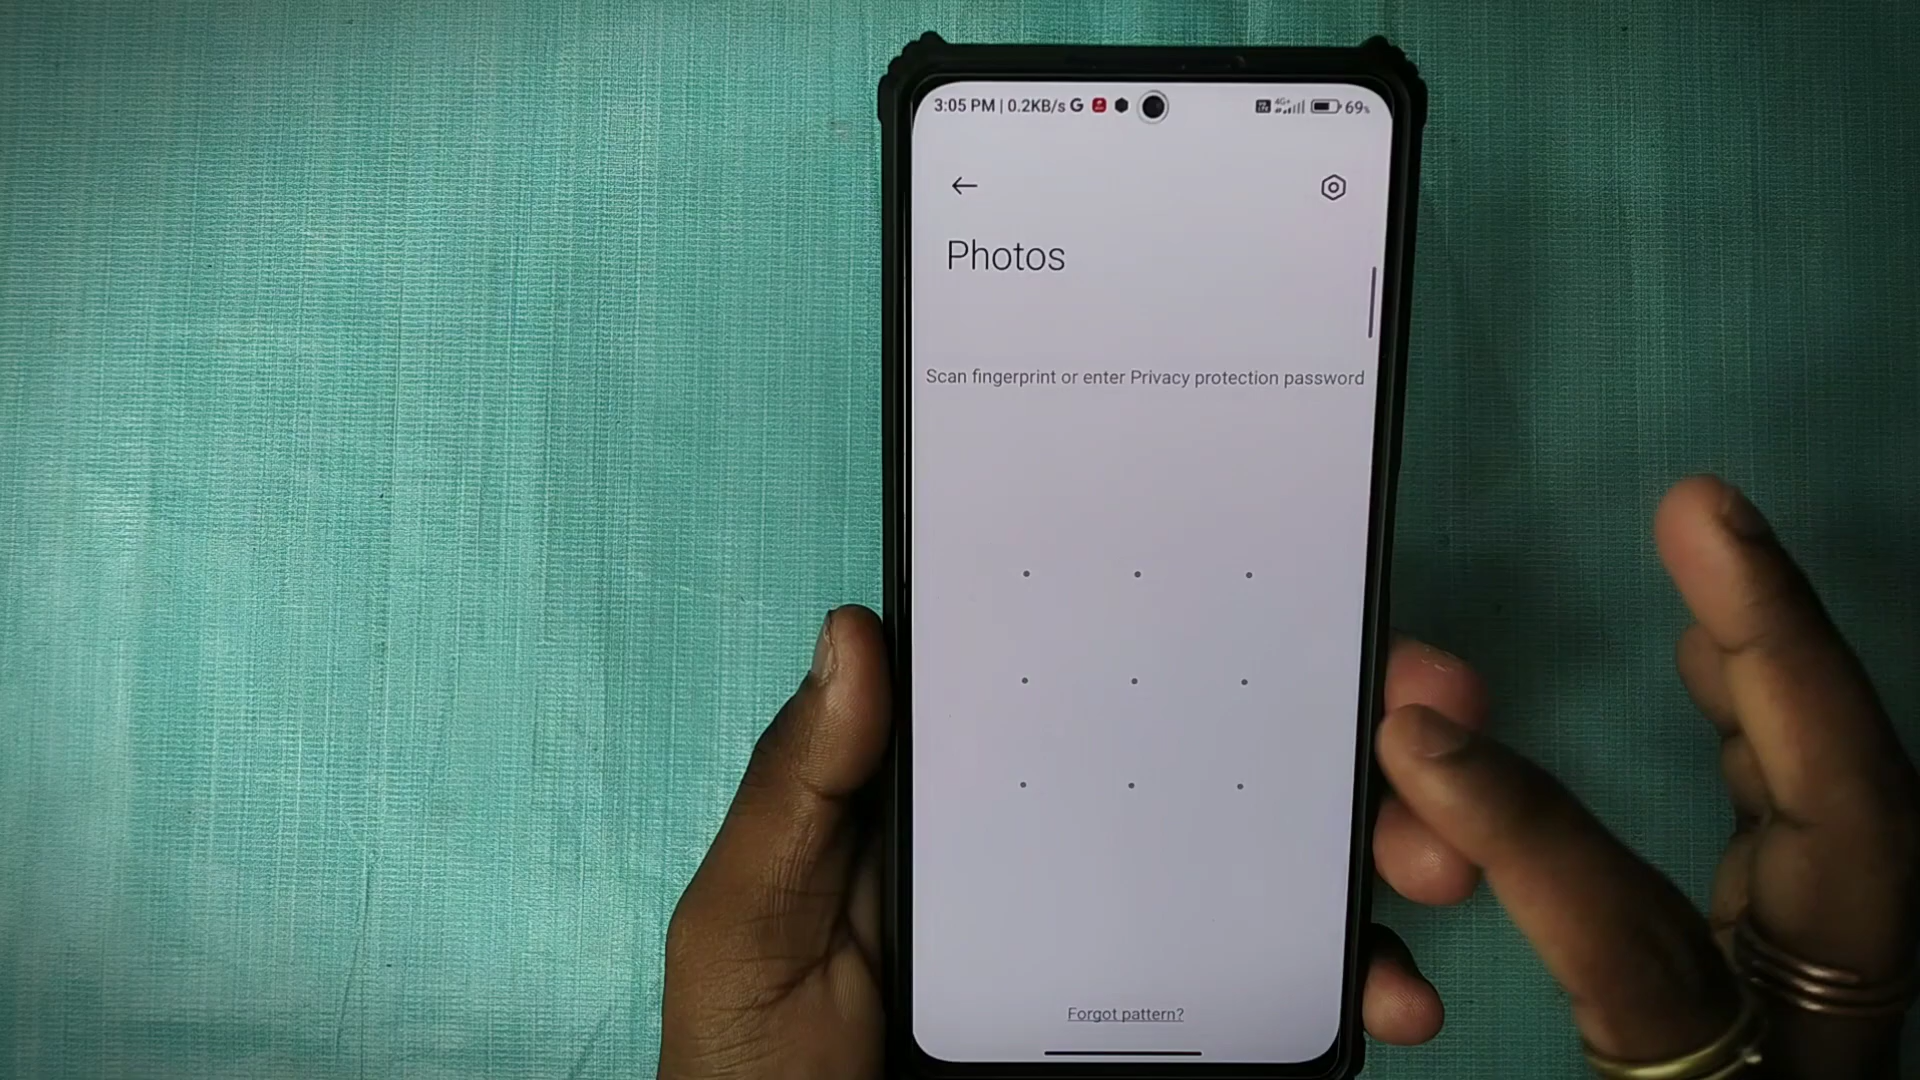 3:05 PM | 0.2KB/s G 69%
Photos
Scan fingerprint or enter Privacy protection password
Forgot pattern?